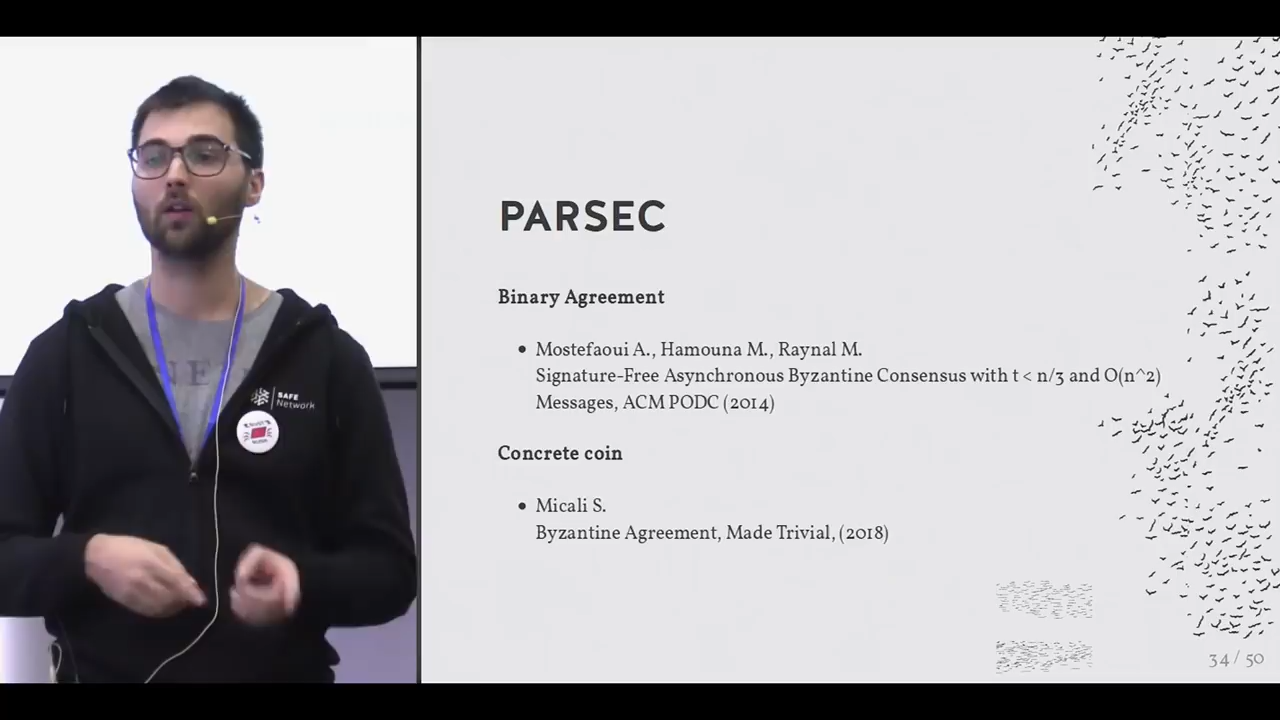 PARSEC
Binary Agreement
• Mostefaoui A., Hamouna M., Raynal M.
Signature-Free Asynchronous Byzantine Consensus with t < n/3 and O(n^2)
Messages, ACM PODC (2014)
Concrete coin
• Micali S.
Byzantine Agreement, Made Trivial, (2018)
SAFE
Network
34 / 50